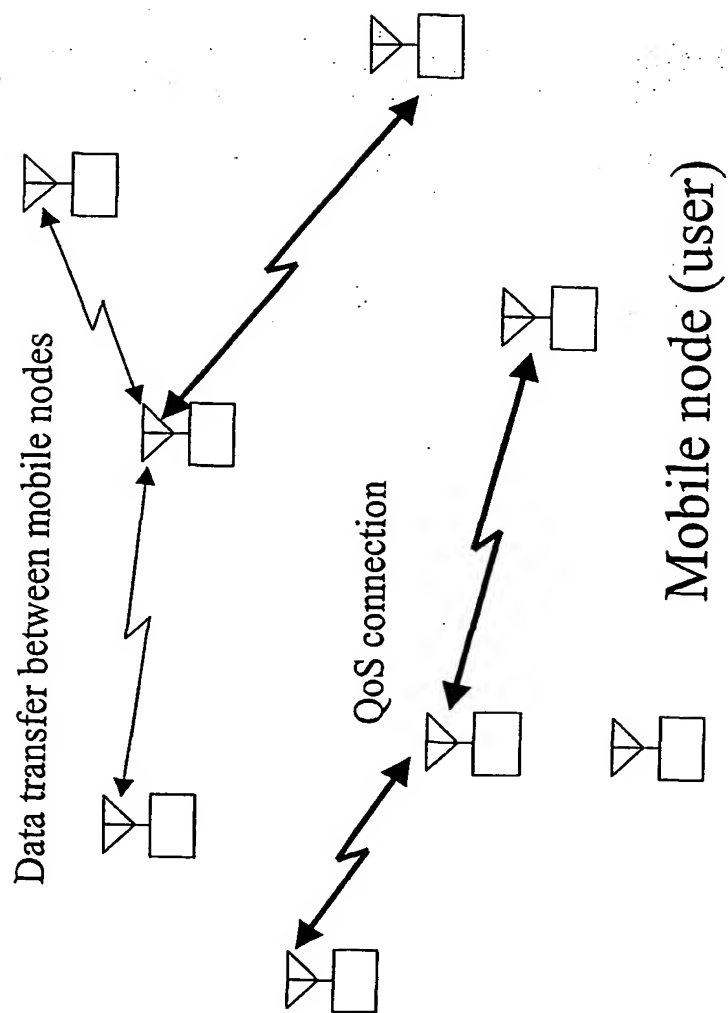 Data transfer between mobile nodes
QoS connection
Mobile node (user)